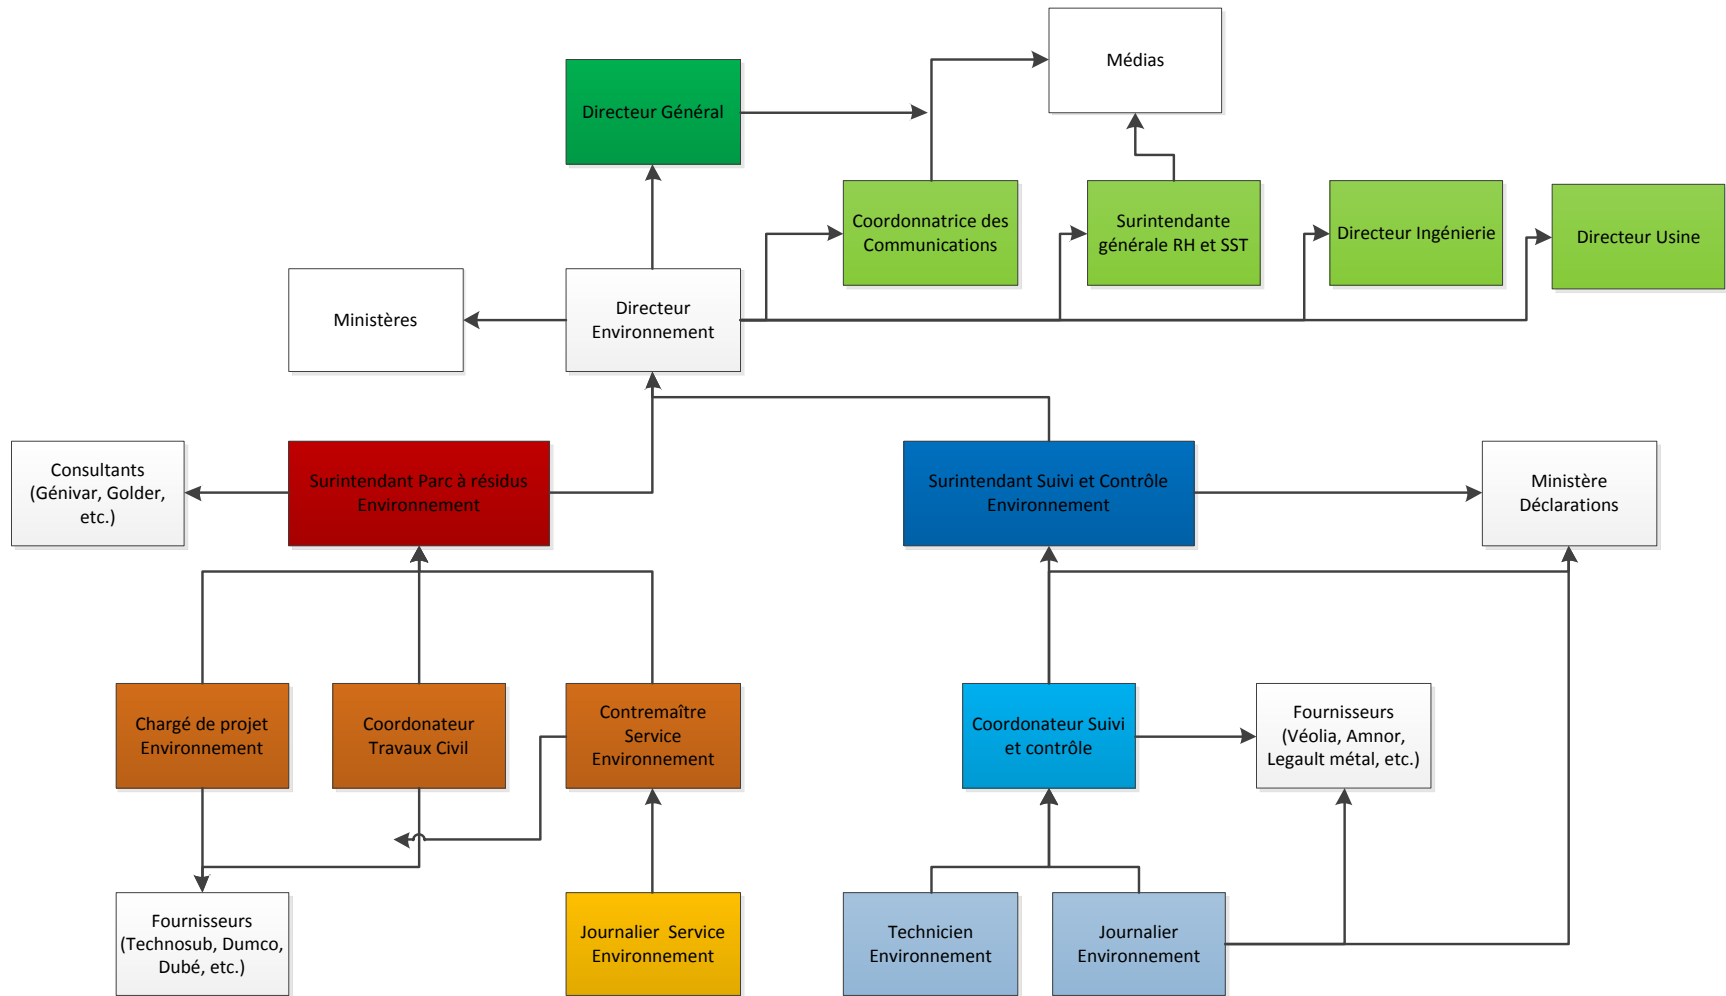 Médias
Directeur Général
Coordonnatrice des
Communications
Surintendante
générale RH et SST
Directeur Ingénierie
Directeur Usine
Ministères
Directeur
Environnement
Consultants
(Génivar, Golder,
etc.)
Surintendant Parc à résidus
Environnement
Surintendant Suivi et Contrôle
Environnement
Ministère
Déclarations
Chargé de projet
Environnement
Coordonateur
Travaux Civil
Contremaître
Service
Environnement
Coordonateur Suivi
et contrôle
Fournisseurs
(Véolia, Amnor,
Legault métal, etc.)
Fournisseurs
(Technosub, Dumco,
Dubé, etc.)
Journalier Service
Environnement
Technicien
Environnement
Journalier
Environnement